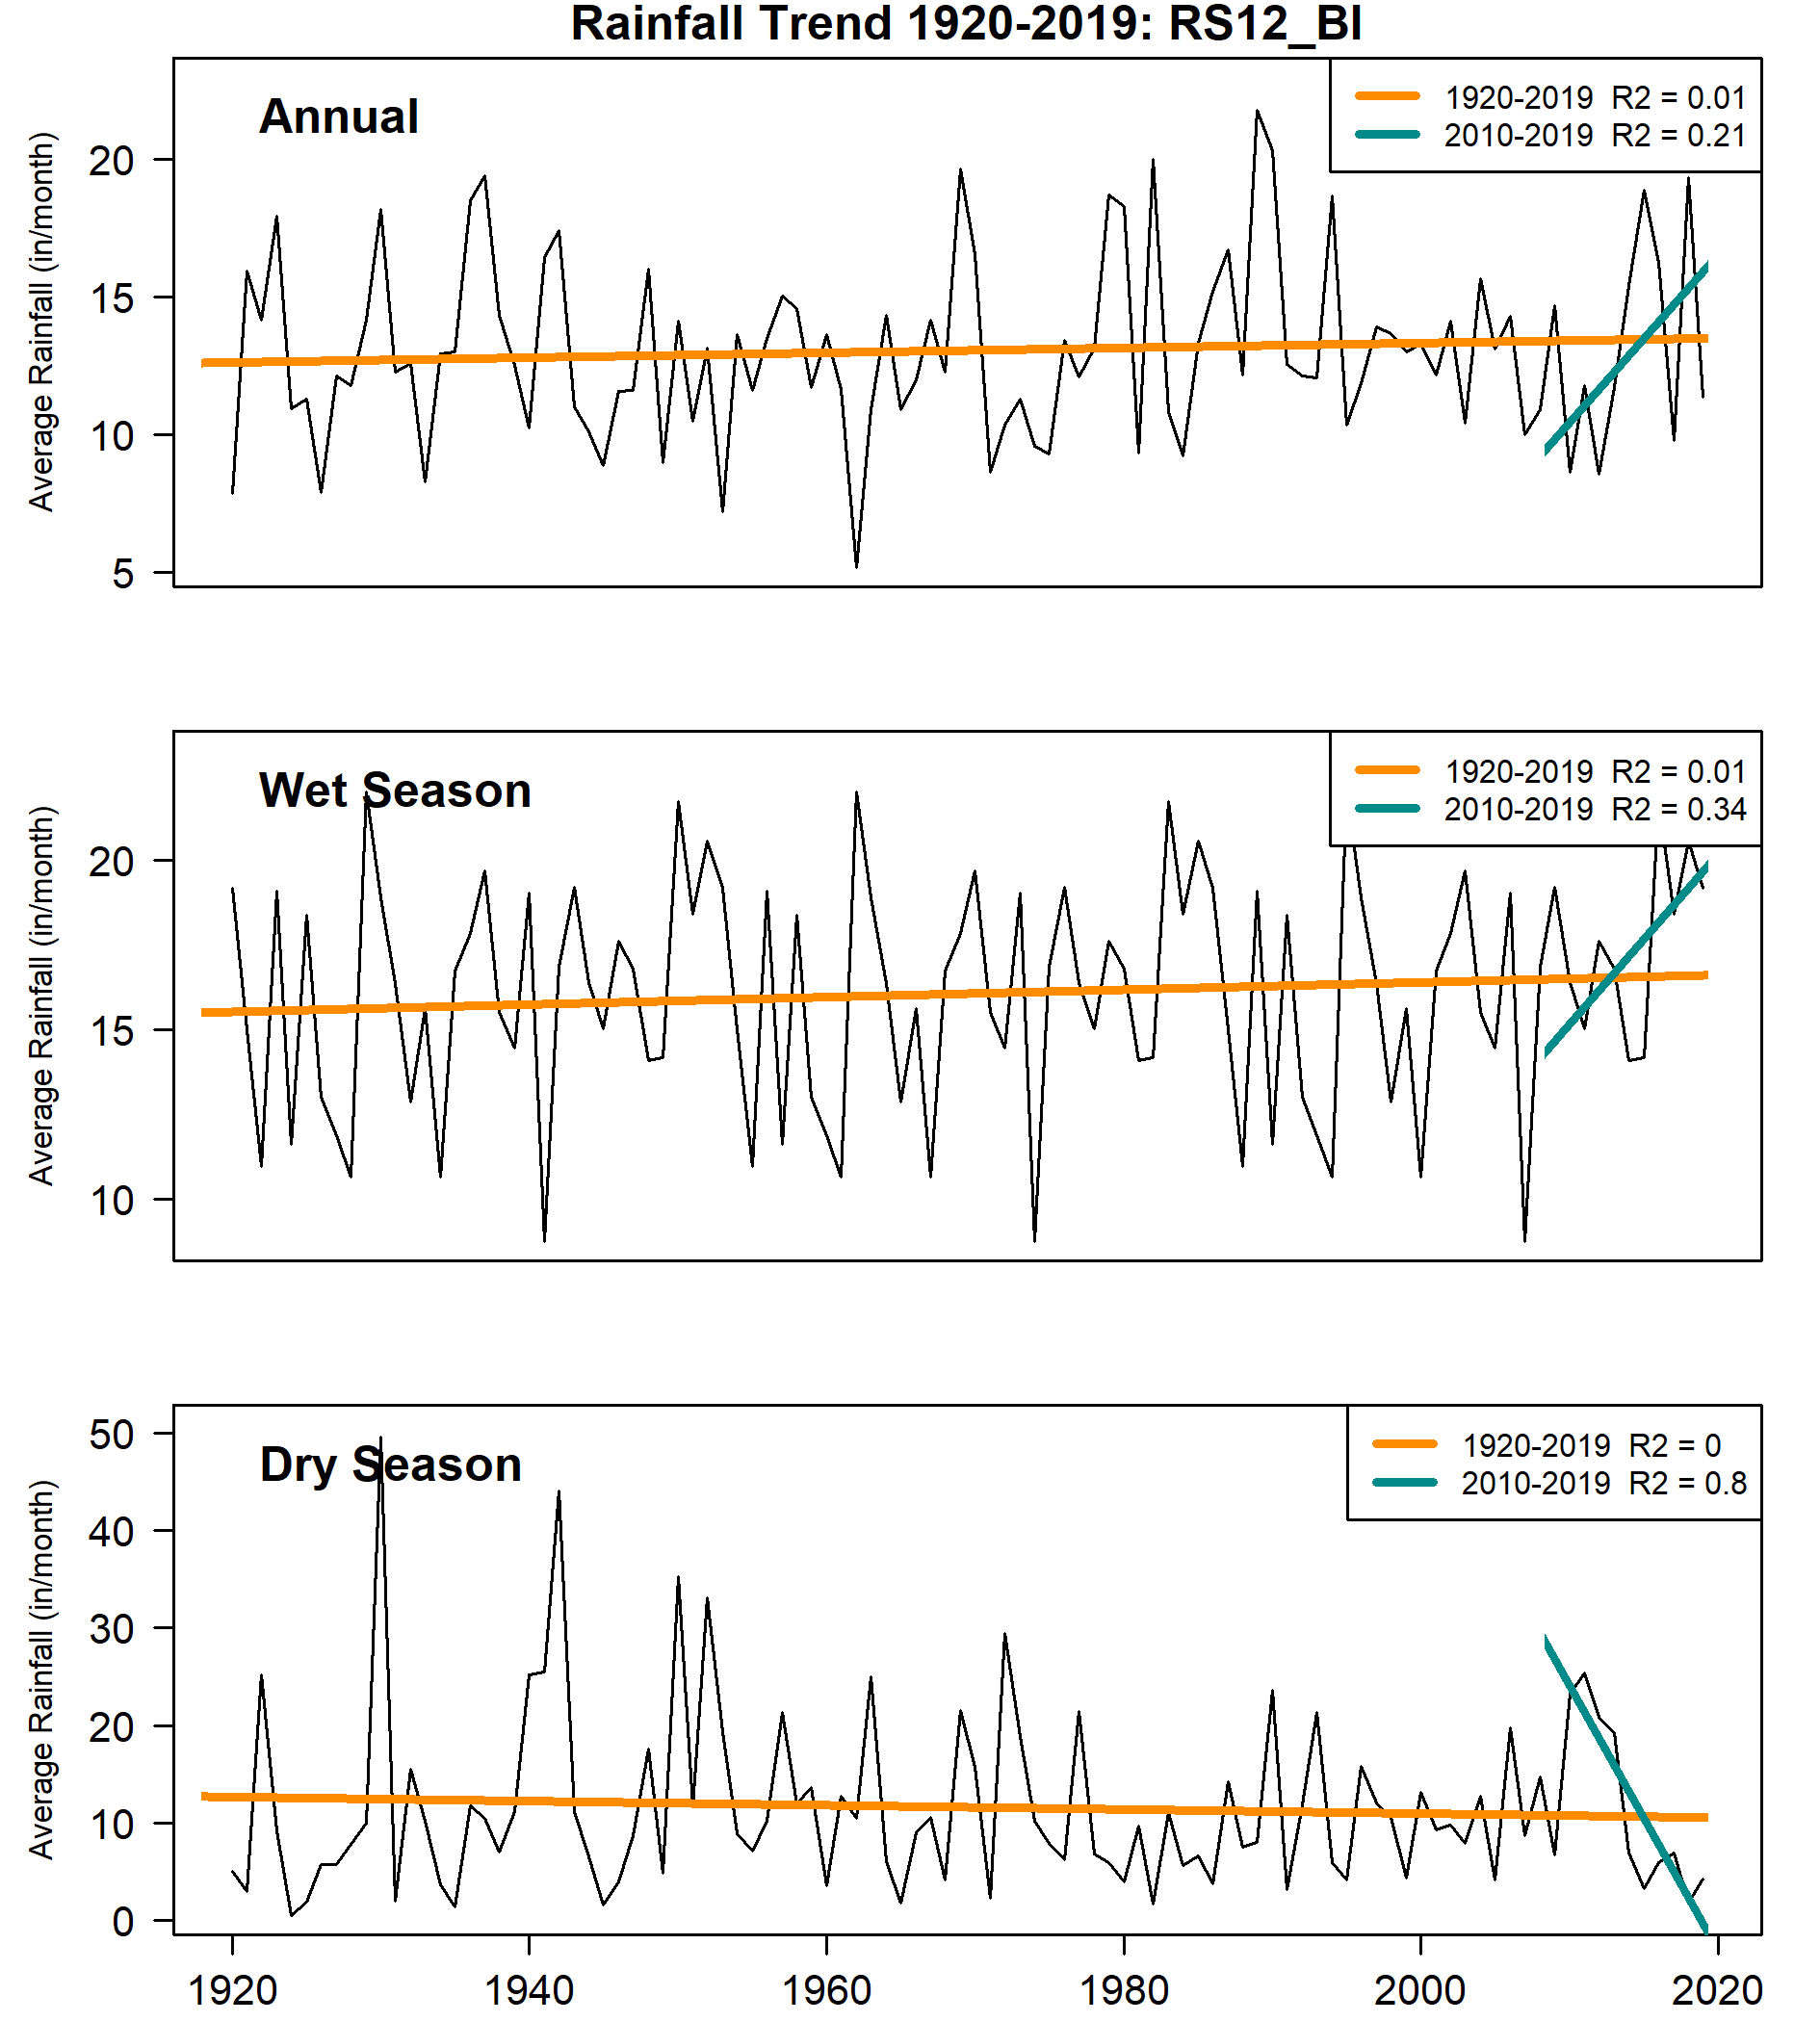 Rainfall Trend 1920-2019: RS12_BI
Annual
1920-2019 R2 = 0.01
2010-2019 R2 = 0.21
Average Rainfall (in/month)
20
15
10
5
Wet Season
1920-2019 R2 = 0.01
2010-2019 R2 = 0.34
Average Rainfall (in/month)
20
15
10
Dry Season
1920-2019 R2 = 0
2010-2019 R2 = 0.8
Average Rainfall (in/month)
50
40
30
20
10
0
1920 1940 1960 1980 2000 2020